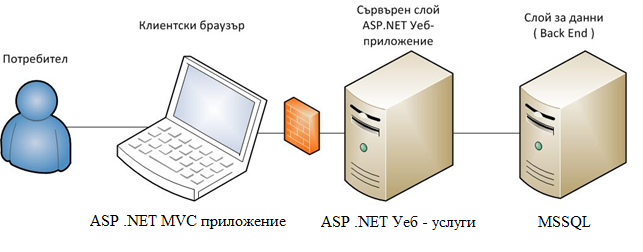 Потребител
Клиентски браузър
Сървърен слой
ASP.NET Уеб-
приложение
Слой за данни
( Back End )
ASP .NET MVC приложение
ASP .NET Уеб - услуги
MSSQL